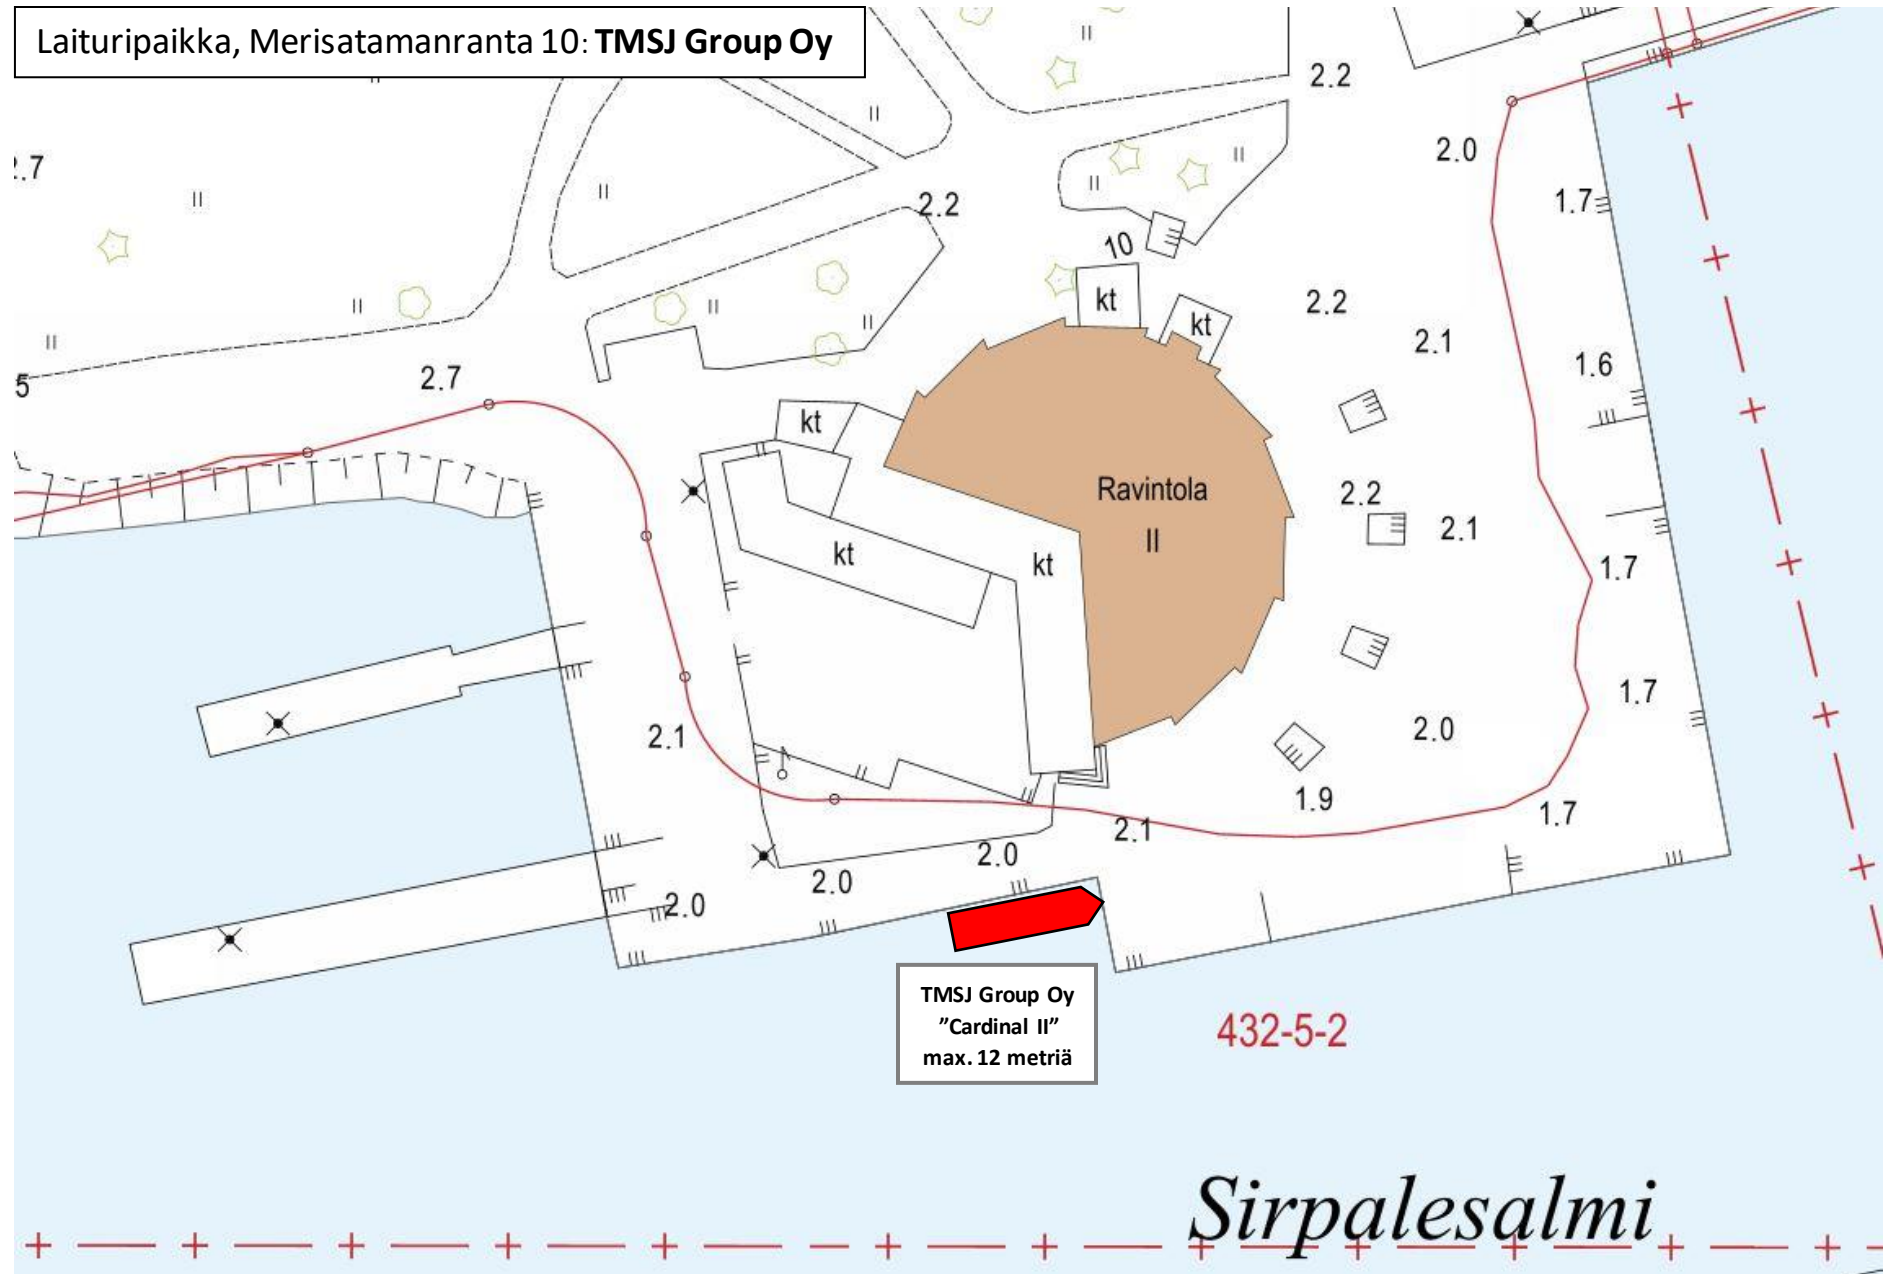 Laituripaikka, Merisatamanranta 10: TMSJ Group Oy
2.2
2.0
.7
1.7
2.2
10
kt
2.2
kt
2.1
1.6
5
2.7
kt
Ravintola
2.2
II
2.1
kt
kt
1.7
1.7
2.1
2.0
1.9
1.7
2.1
2.0
2.0
2.0
TMSJ Group Oy
”Cardinal II”
max. 12 metriä
432-5-2
Sirpalesalmi